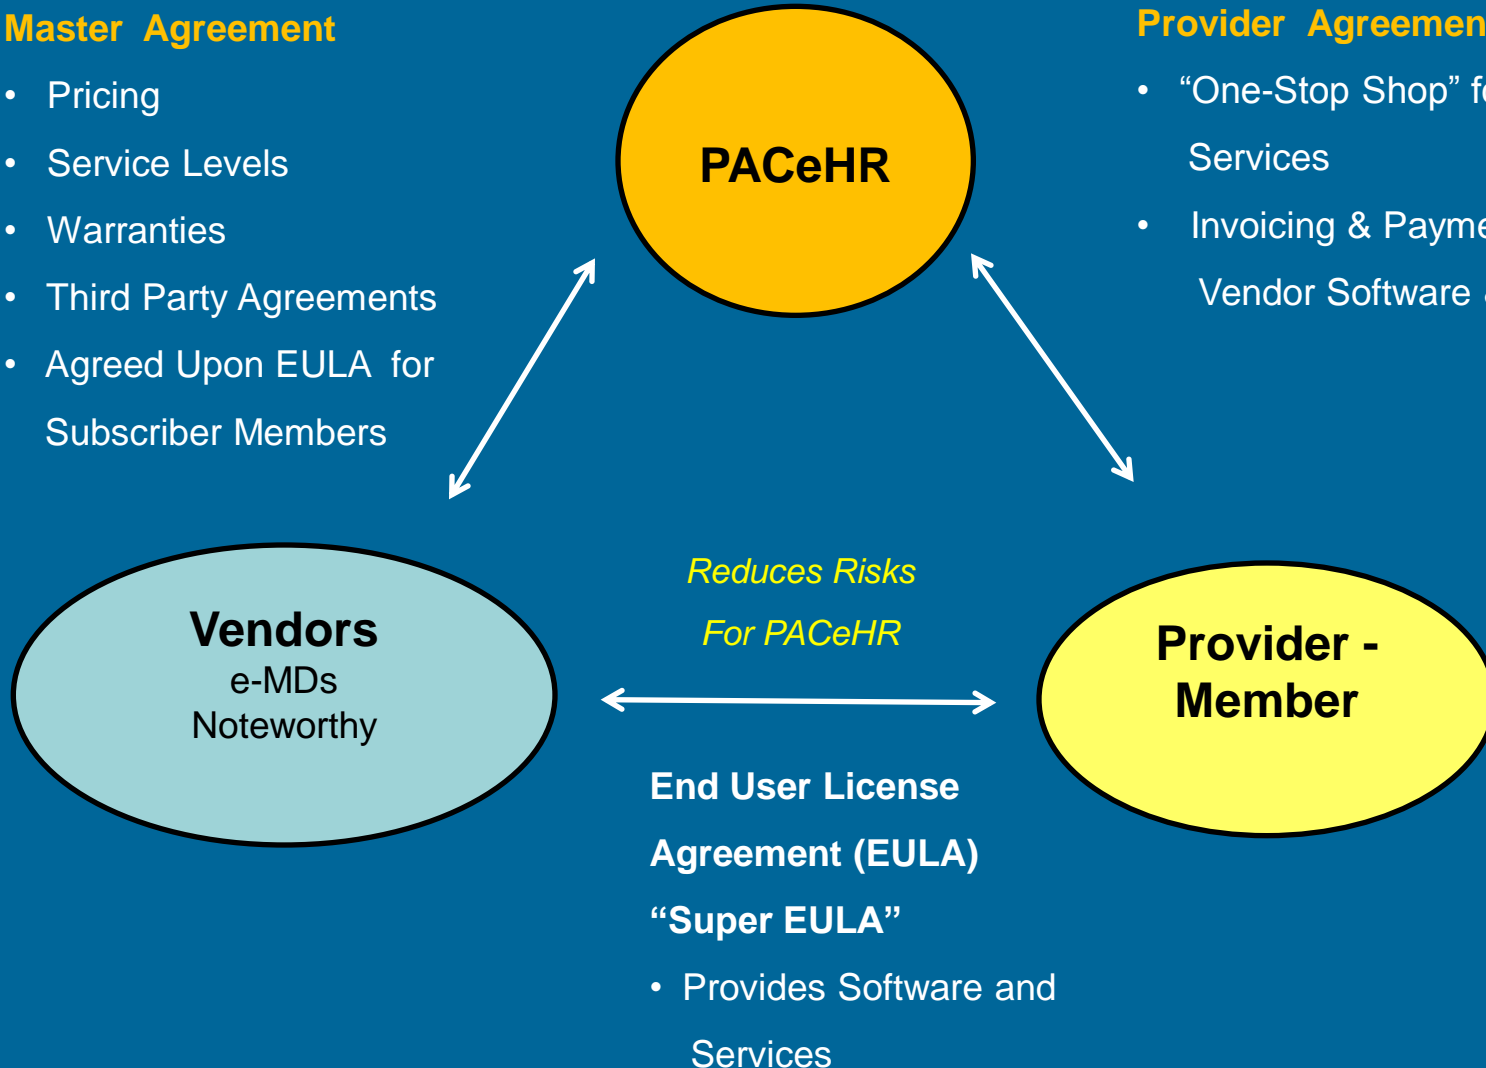 Master Agreement
• Pricing
• Service Levels
• Warranties
• Third Party Agreements
• Agreed Upon EULA for
Subscriber Members
PACeHR
Provider Agreemen
• “One-Stop Shop” f
Services
• Invoicing & Payme
Vendor Software
Vendors
e-MDs
Noteworthy
Reduces Risks
For PACeHR
Provider -
Member
End User License
Agreement (EULA)
“Super EULA”
• Provides Software and
Services